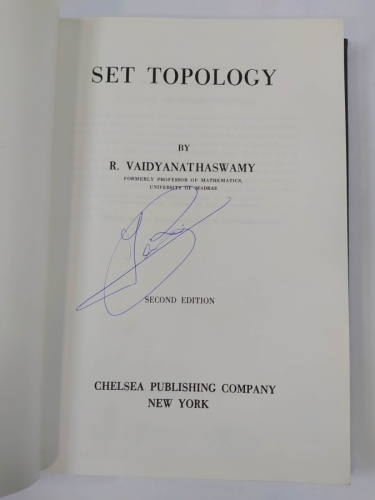 SET TOPOLOGY
BY
R. VAIDYANATHASWAMY
FORMERLY PROFESSOR OF MATHEMATICS,
UNIVERSITY OF MADRAS
SECOND EDITION
CHELSEA PUBLISHING COMPANY
NEW YORK